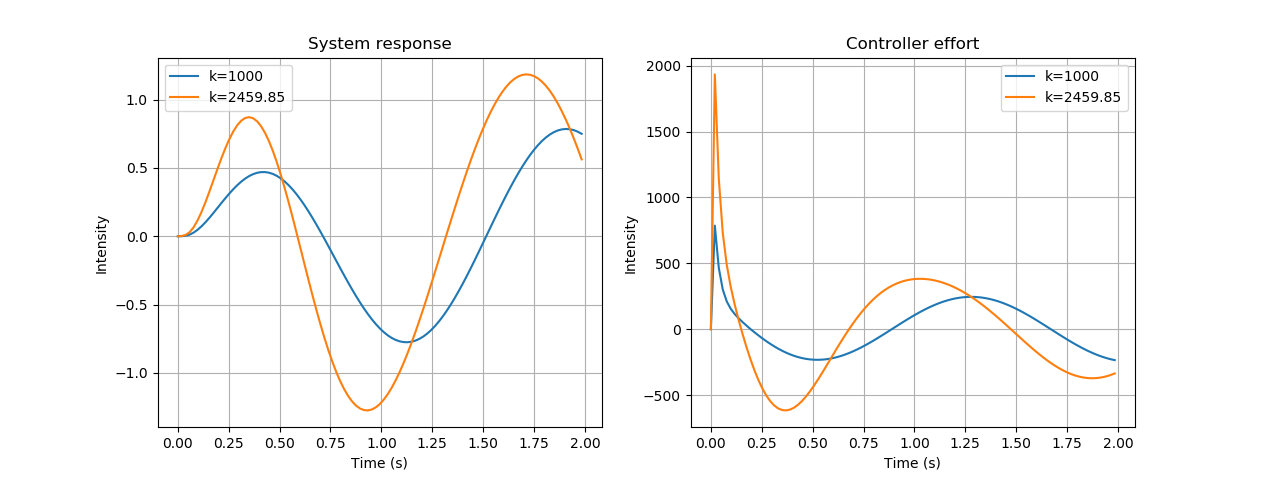 System response
k=1000
k=2459.85
1.0
0.5
0.0
−0.5
−1.0
Intensity
0.00 0.25 0.50 0.75 1.00 1.25 1.50 1.75 2.00
Time (s)
Controller effort
k=1000
k=2459.85
2000
1500
1000
500
0
−500
Intensity
0.00 0.25 0.50 0.75 1.00 1.25 1.50 1.75 2.00
Time (s)